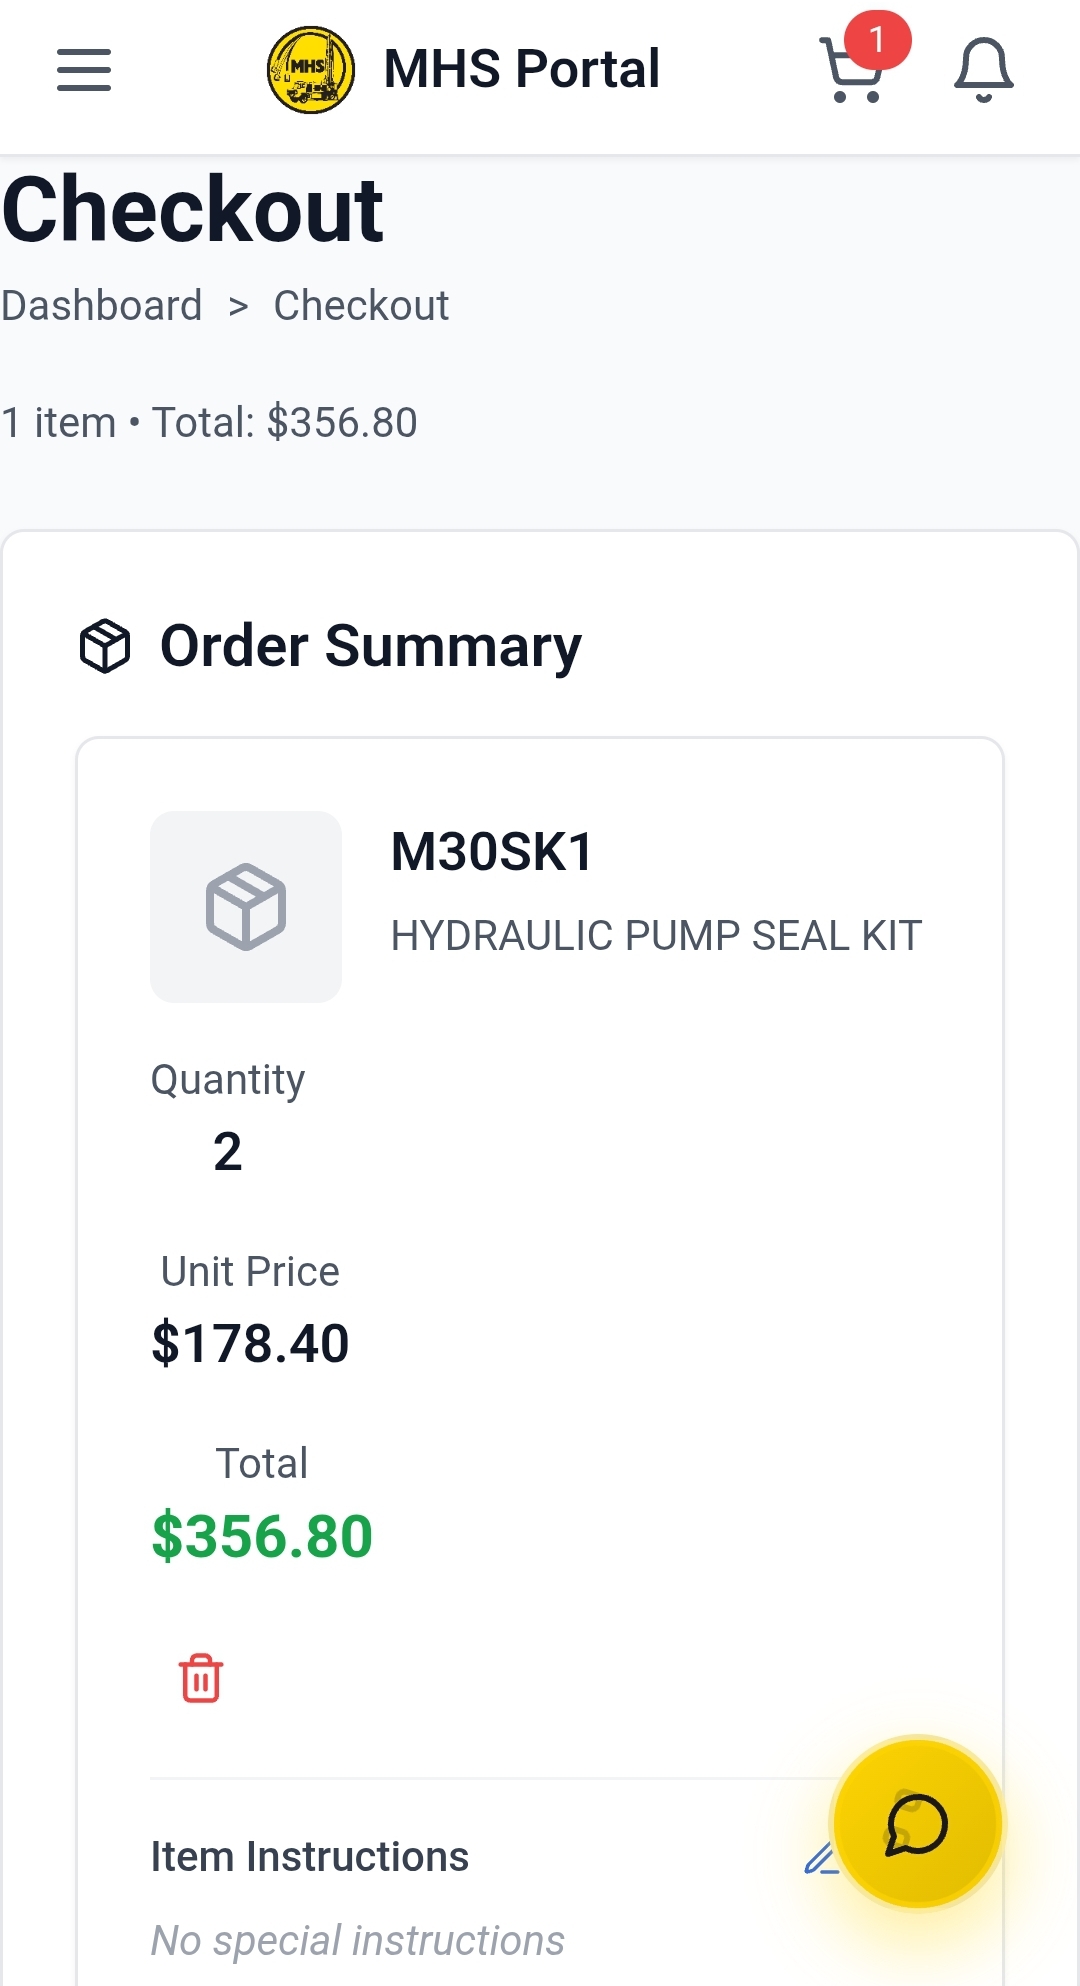 MHS
MHS Portal
1
Checkout
Dashboard > Checkout
1 item • Total: $356.80
Order Summary
M30SK1
HYDRAULIC PUMP SEAL KIT
Quantity
2
Unit Price
$178.40
Total
$356.80
Item Instructions
No special instructions